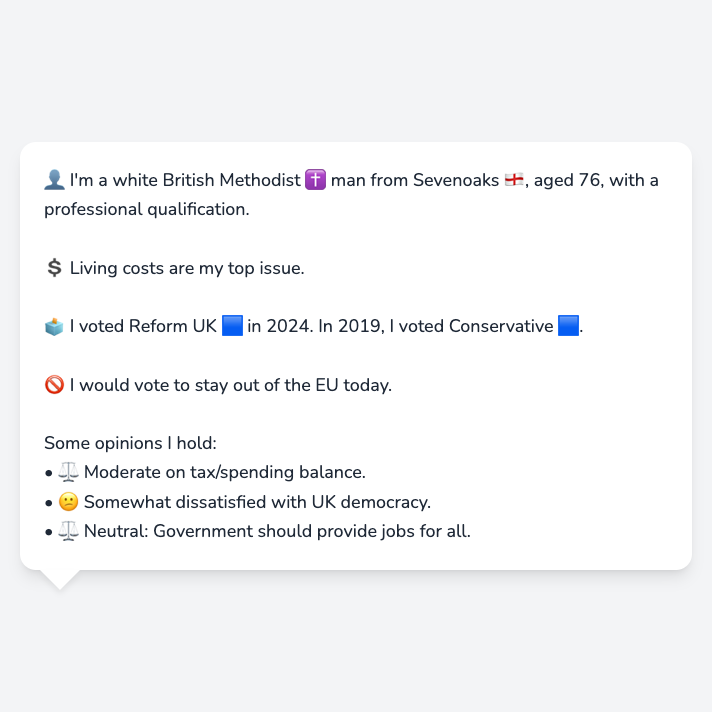 👤 I'm a white British Methodist ✝️ man from Sevenoaks 🏴󠁧󠁢󠁥󠁮󠁧󠁿, aged 76, with a
professional qualification.
💲 Living costs are my top issue.
🗳️ I voted Reform UK 🟦 in 2024. In 2019, I voted Conservative 🟦.
🚫 I would vote to stay out of the EU today.
Some opinions I hold:
• ⚖️ Moderate on tax/spending balance.
• 🙁 Somewhat dissatisfied with UK democracy.
• ⚖️ Neutral: Government should provide jobs for all.